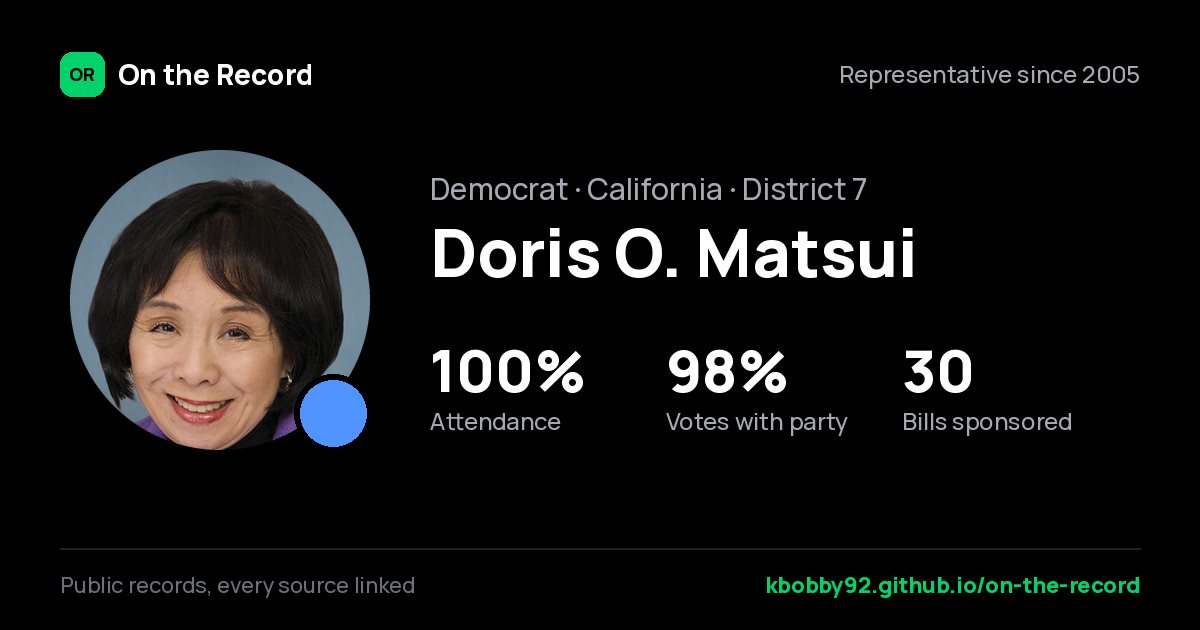 OR On the Record
Representative since 2005
Democrat · California · District 7
Doris O. Matsui
100% 98% 30
Attendance Votes with party Bills sponsored
Public records, every source linked
kbobby92.github.io/on-the-record